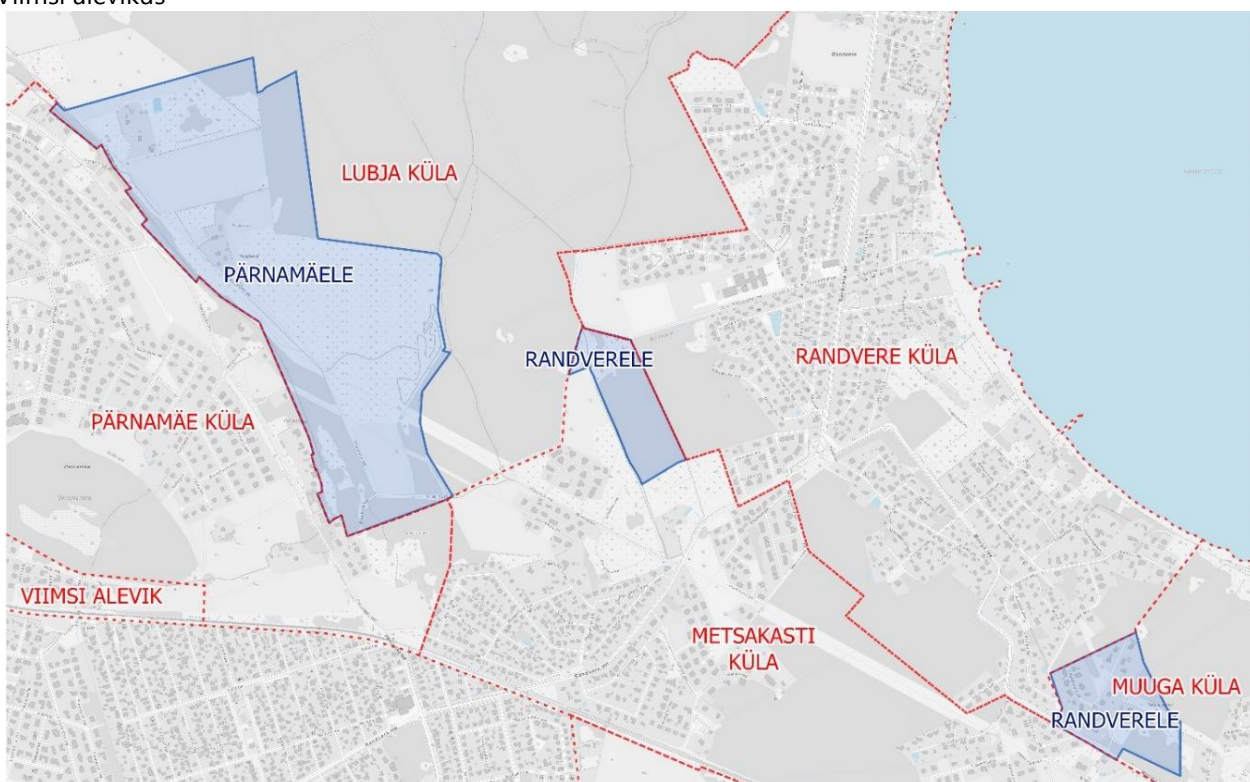 Viimsi alevikus
LUBJA KÜLA
PÄRNAMÄELE
RANDVERELE
RANDVERE KÜLA
PÄRNAMÄE KÜLA
VIIMSI ALEVIK
METSAKASTI
KÜLA
MUUGA KÜLA
RANDVERELE